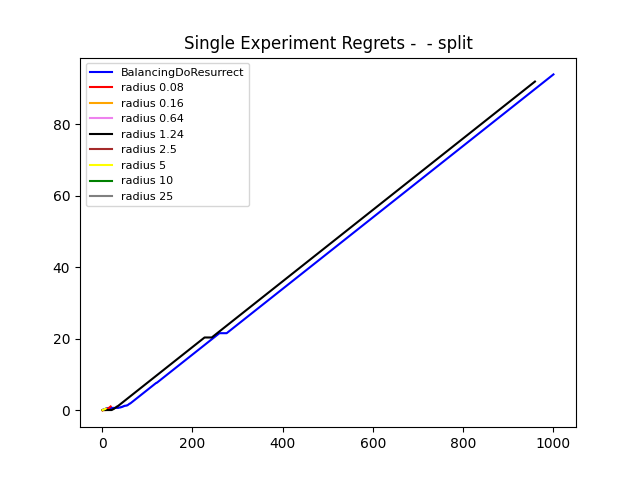 Single Experiment Regrets -  - split
BalancingDoResurrect
radius 0.08
radius 0.16
radius 0.64
radius 1.24
radius 2.5
radius 5
radius 10
radius 25
80
60
40
20
0
0 200 400 600 800 1000